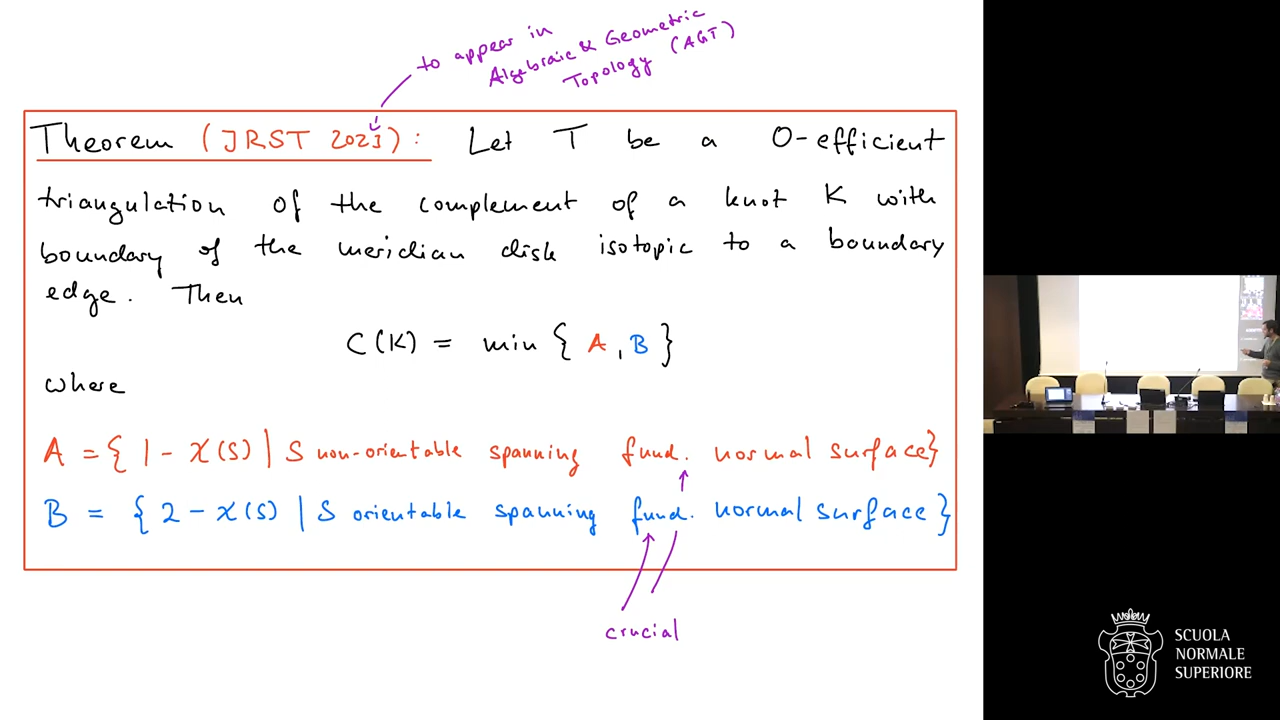 to appear in
Algebraic & Geometric
Topology (AGT)
Theorem (JRST 2023): Let T be a 0-efficient
triangulation of the complement of a knot K with
boundary of the meridian disk isotopic to a boundary
edge. Then
C(K) = min { A, B }
where
A = { 1 - χ(S) | S non-orientable spanning fund. normal surface }
B = { 2 - χ(S) | S orientable spanning fund. normal surface }
crucial
SCUOLA
NORMALE
SUPERIORE